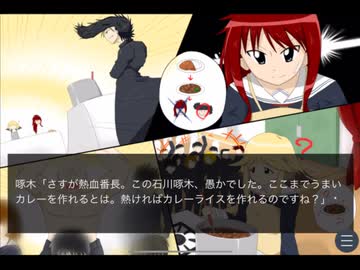 啄木「さすが熱血番長。この石川啄木、愚かでした。ここまでうまい
カレーを作れるとは。熱ければカレーライスを作れるのですね？」・
?